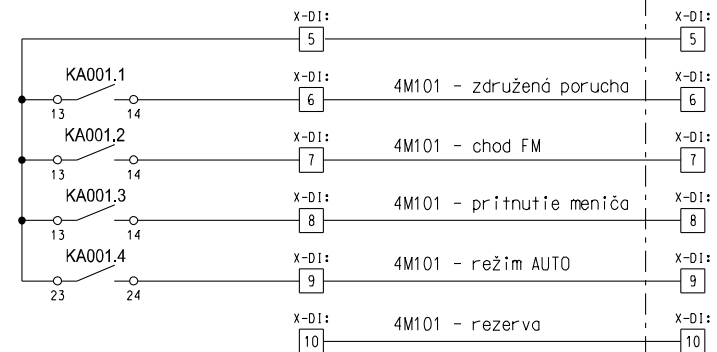 X-DI: X-DI:
5 5
KA001.1 X-DI: 4M101 - združená porucha X-DI:
13 14 6 6
KA001.2 X-DI: 4M101 - chod FM X-DI:
13 14 7 7
KA001.3 X-DI: 4M101 - pritnutie meniča X-DI:
13 14 8 8
KA001.4 X-DI: 4M101 - režim AUTO X-DI:
23 24 9 9
X-DI: 4M101 - rezerva X-DI:
10 10